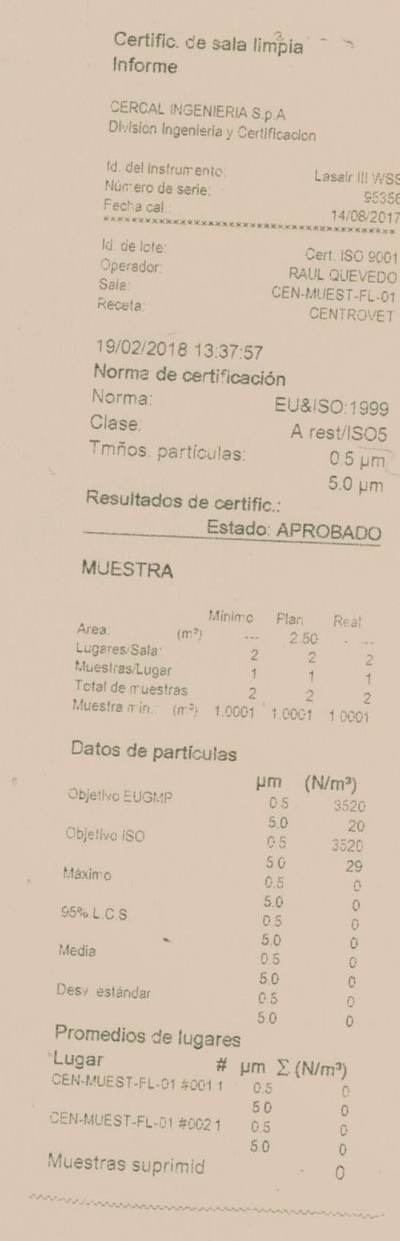 Certific. de sala limpia
Informe
CERCAL INGENIERIA S.p.A
Division Ingenieria y Certificacion
Id. del Instrumento: Lasair III WSS
Número de serie: 95356
Fecha cal.: 14/08/2017
Id. de lote: Cert. ISO 9001
Operador: RAUL QUEVEDO
Sala: CEN-MUEST-FL-01
Receta: CENTROVET
19/02/2018 13:37:57
Norma de certificación
Norma: EU&ISO:1999
Clase: A rest/ISO5
Tmños. partículas: 0.5 µm
5.0 µm
Resultados de certific.:
Estado: APROBADO
MUESTRA
Mínimo Plan Real
Area: (m²) --- 2.50 ---
Lugares/Sala: 2 2 2
Muestras/Lugar 1 1 1
Total de muestras 2 2 2
Muestra mín.: (m³) 1.0001 1.0001 1.0001
Datos de partículas
µm (N/m³)
Objetivo EUGMP 0.5 3520
5.0 20
Objetivo ISO 0.5 3520
5.0 29
Máximo 0.5 0
5.0 0
95% L.C.S 0.5 0
5.0 0
Media 0.5 0
5.0 0
Desv. estándar 0.5 0
5.0 0
Promedios de lugares
Lugar # µm Σ (N/m³)
CEN-MUEST-FL-01 #001 1 0.5 0
5.0 0
CEN-MUEST-FL-01 #002 1 0.5 0
5.0 0
Muestras suprimid 0